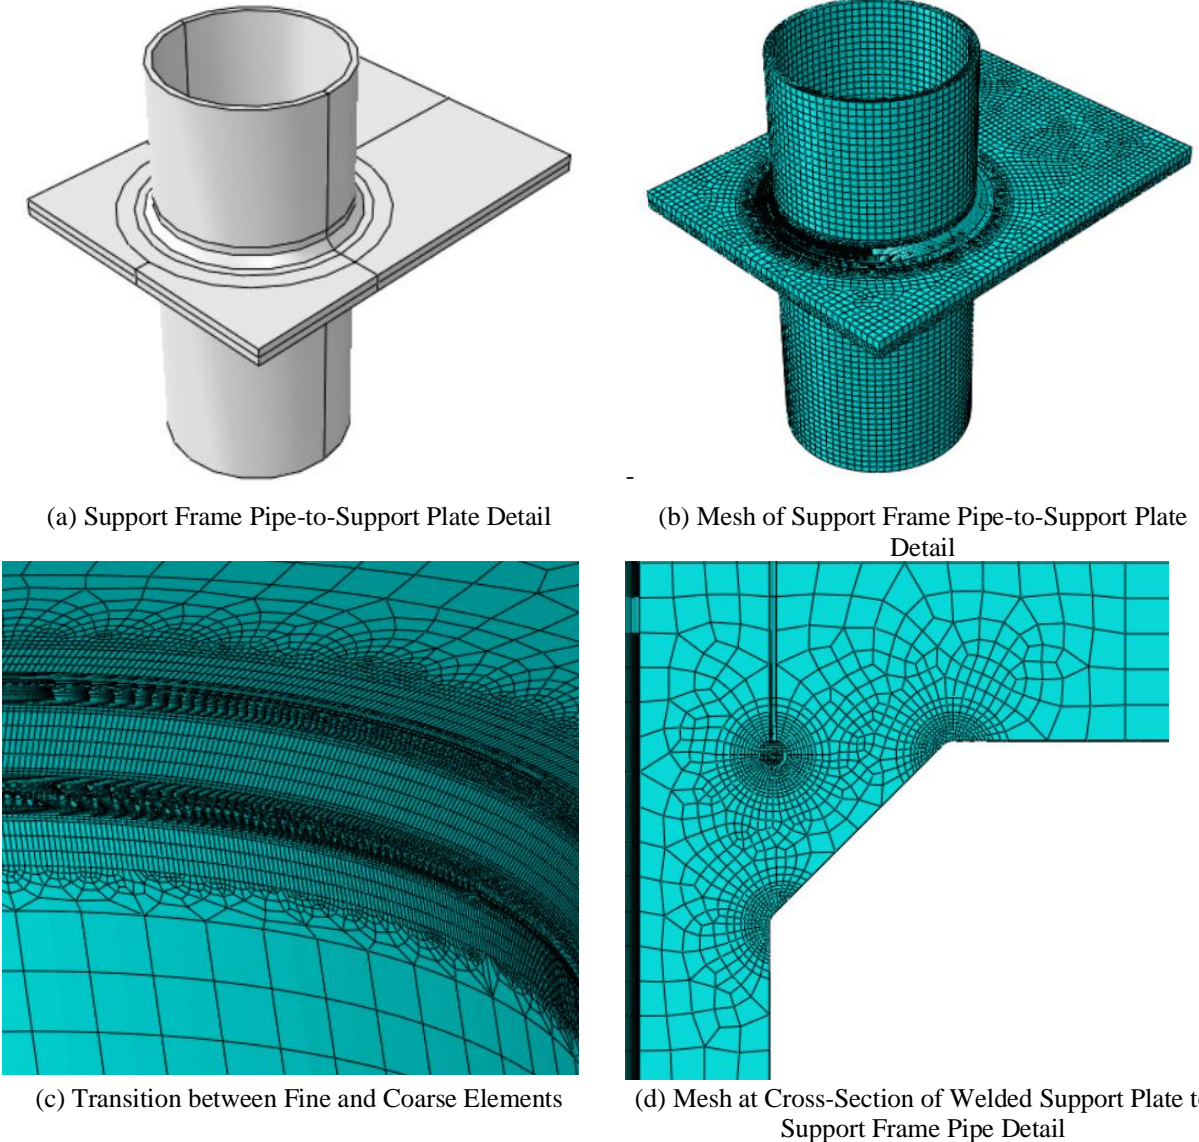 (a) Support Frame Pipe-to-Support Plate Detail
-
(b) Mesh of Support Frame Pipe-to-Support Plate
Detail
(c) Transition between Fine and Coarse Elements
(d) Mesh at Cross-Section of Welded Support Plate t
Support Frame Pipe Detail